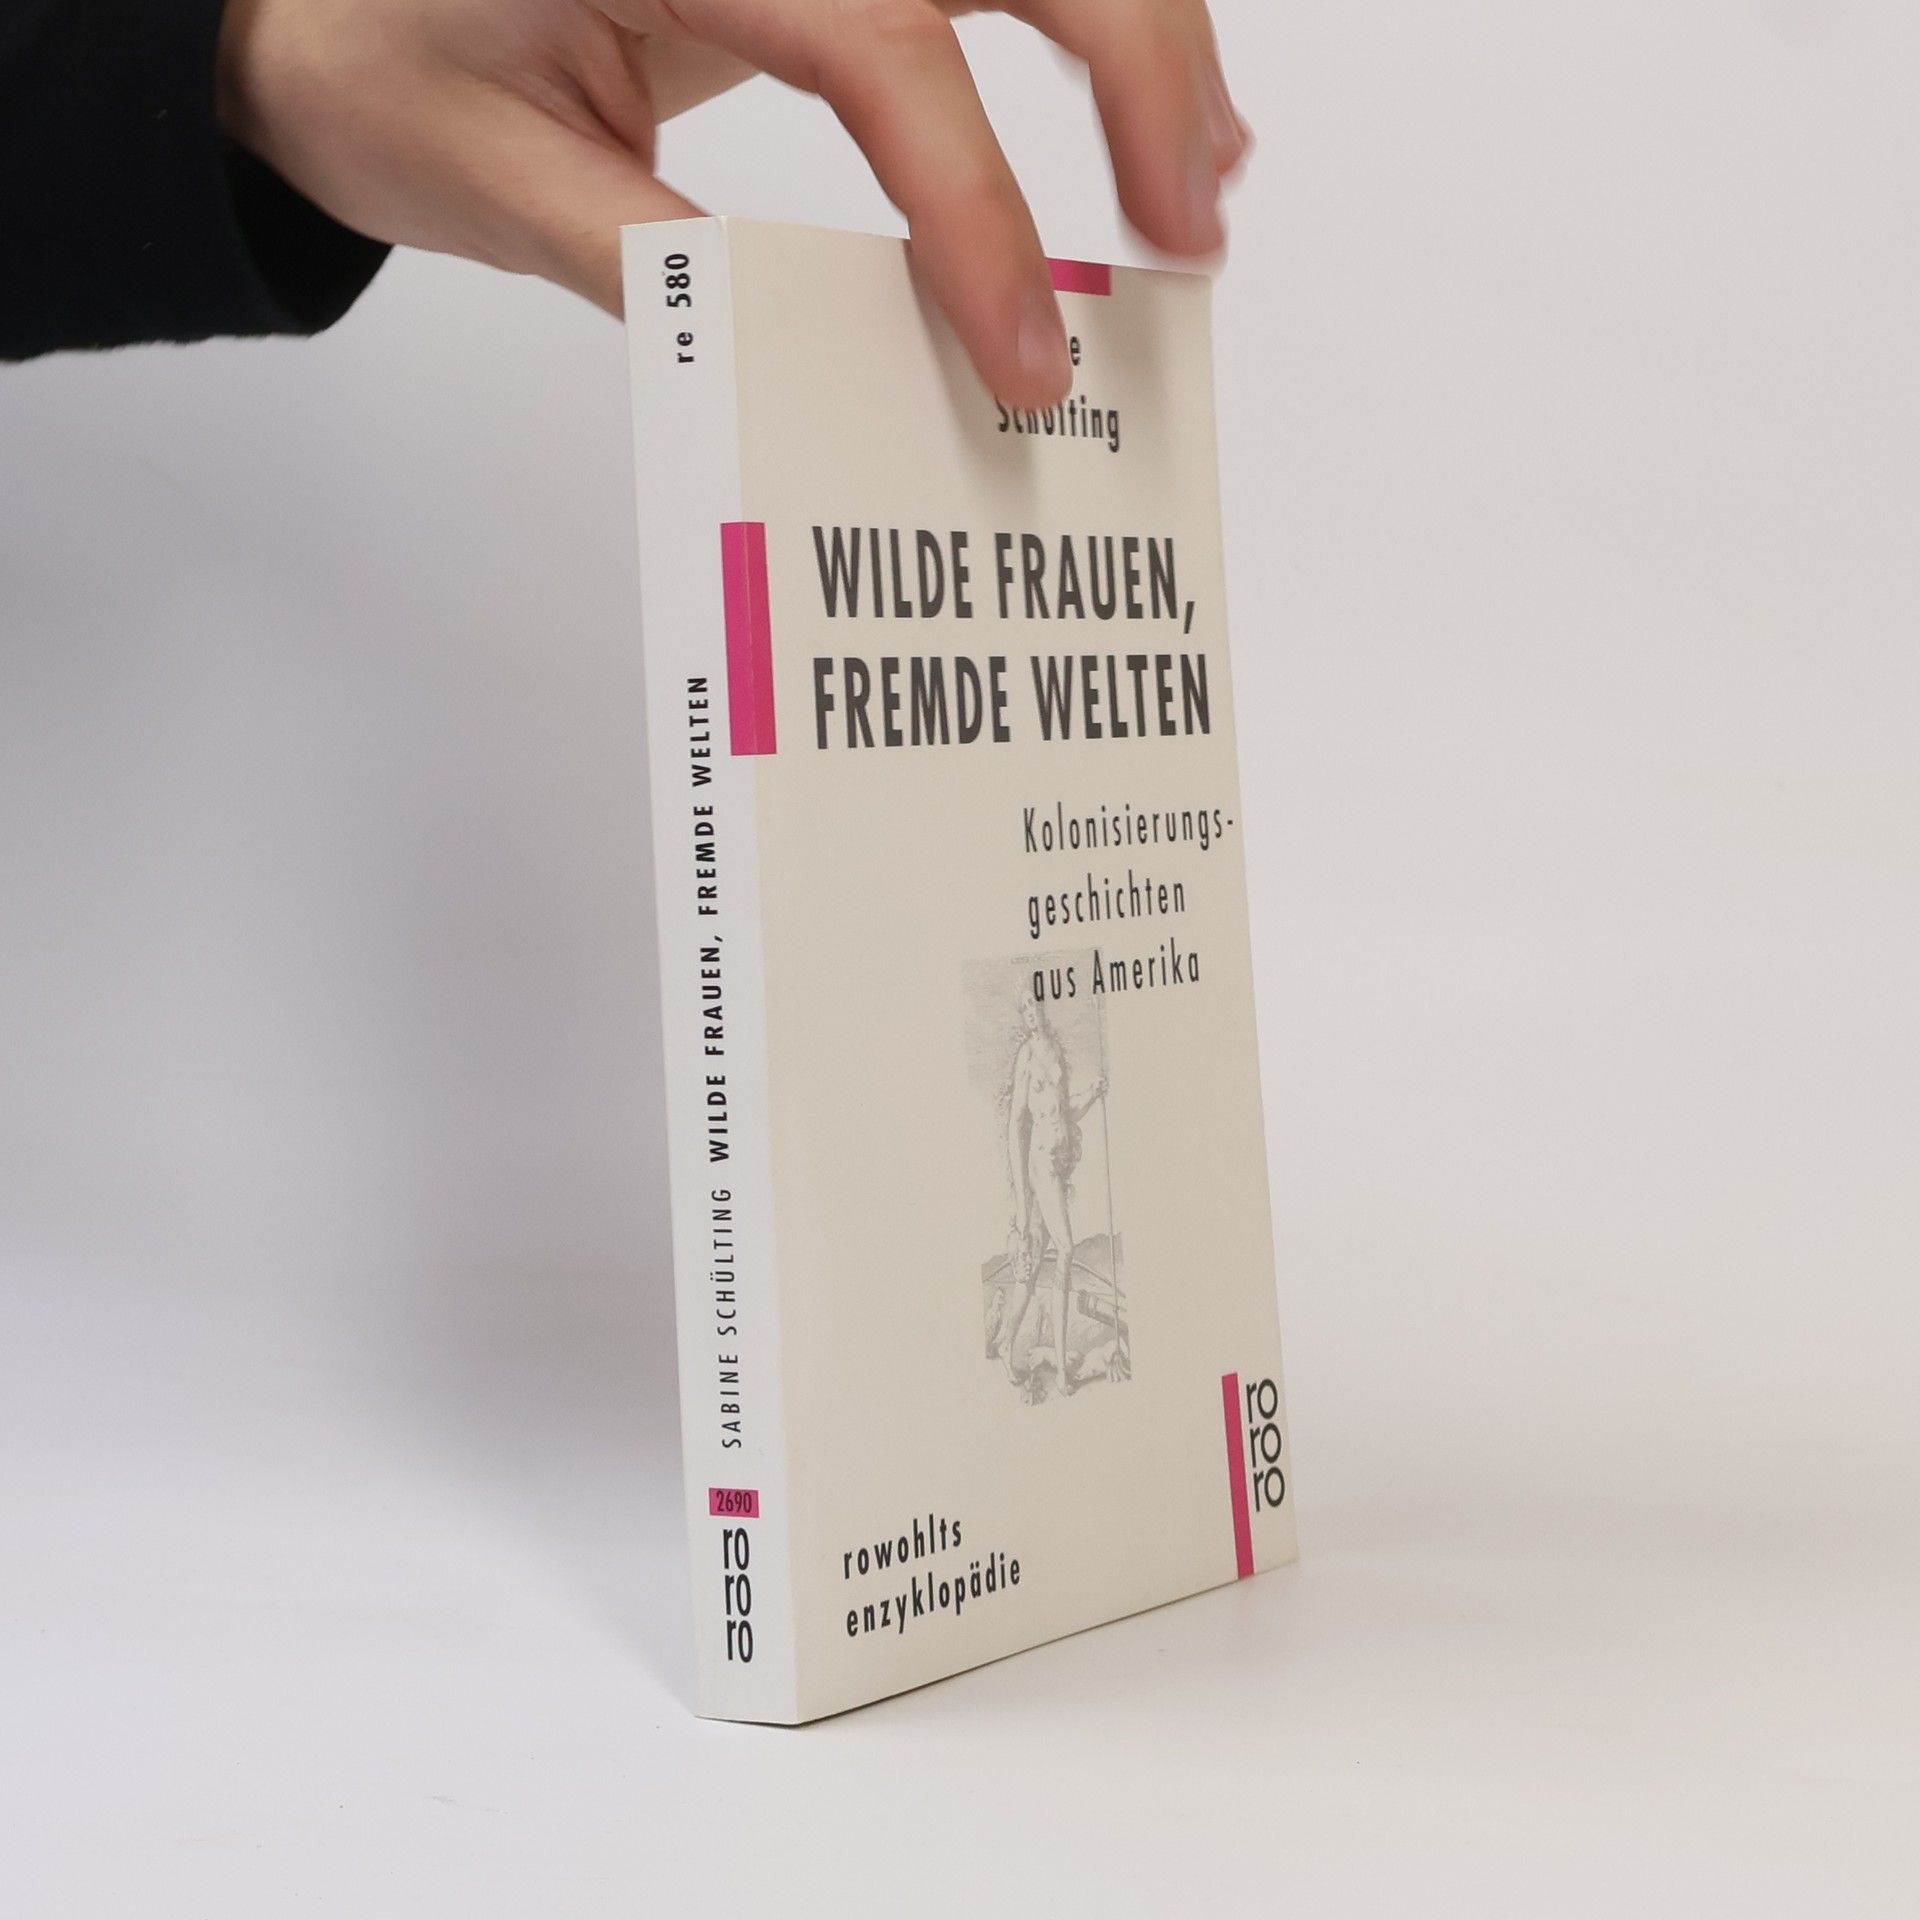 re 580
SABINE SCHÜLTING WILDE FRAUEN, FREMDE WELTEN
2690
ro
ro
ro
Schülting
WILDE FRAUEN,
FREMDE WELTEN
Kolonisierungs-
geschichten
aus Amerika
rowohlts
enzyklopädie
ro
ro
ro